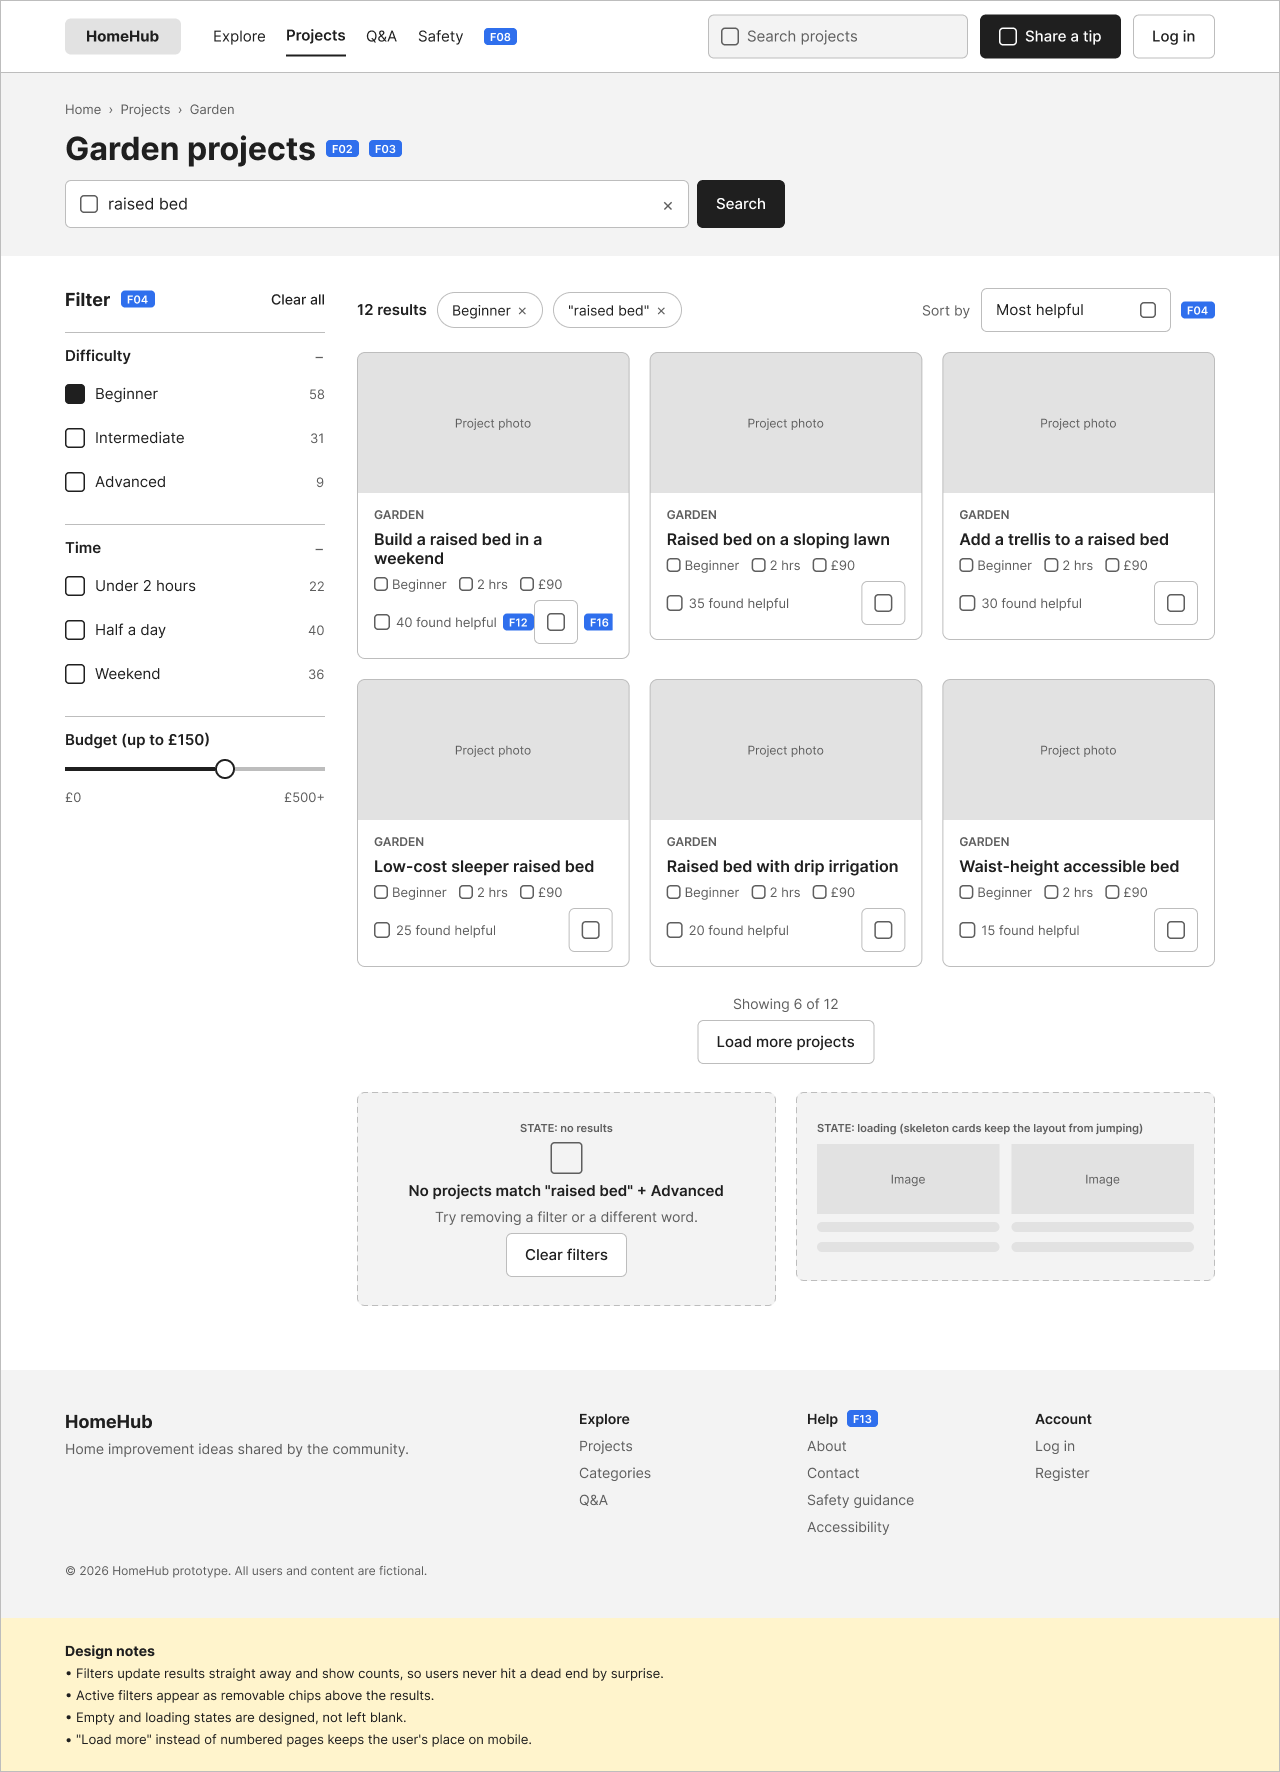 HomeHub Explore Projects Q&A Safety F08 Search projects Share a tip Log in
Home › Projects › Garden
Garden projects F02 F03
raised bed × Search
Filter F04 Clear all
Difficulty –
Beginner 58
Intermediate 31
Advanced 9
Time –
Under 2 hours 22
Half a day 40
Weekend 36
Budget (up to £150)
£0 £500+
12 results Beginner × "raised bed" × Sort by Most helpful F04
Project photo
GARDEN
Build a raised bed in a
weekend
Beginner 2 hrs £90
40 found helpful F12 F16
Project photo
GARDEN
Raised bed on a sloping lawn
Beginner 2 hrs £90
35 found helpful
Project photo
GARDEN
Add a trellis to a raised bed
Beginner 2 hrs £90
30 found helpful
Project photo
GARDEN
Low-cost sleeper raised bed
Beginner 2 hrs £90
25 found helpful
Project photo
GARDEN
Raised bed with drip irrigation
Beginner 2 hrs £90
20 found helpful
Project photo
GARDEN
Waist-height accessible bed
Beginner 2 hrs £90
15 found helpful
Showing 6 of 12
Load more projects
STATE: no results
No projects match "raised bed" + Advanced
Try removing a filter or a different word.
Clear filters
STATE: loading (skeleton cards keep the layout from jumping)
Image Image
HomeHub
Home improvement ideas shared by the community.
Explore
Projects
Categories
Q&A
Help F13
About
Contact
Safety guidance
Accessibility
Account
Log in
Register
© 2026 HomeHub prototype. All users and content are fictional.
Design notes
• Filters update results straight away and show counts, so users never hit a dead end by surprise.
• Active filters appear as removable chips above the results.
• Empty and loading states are designed, not left blank.
• "Load more" instead of numbered pages keeps the user's place on mobile.